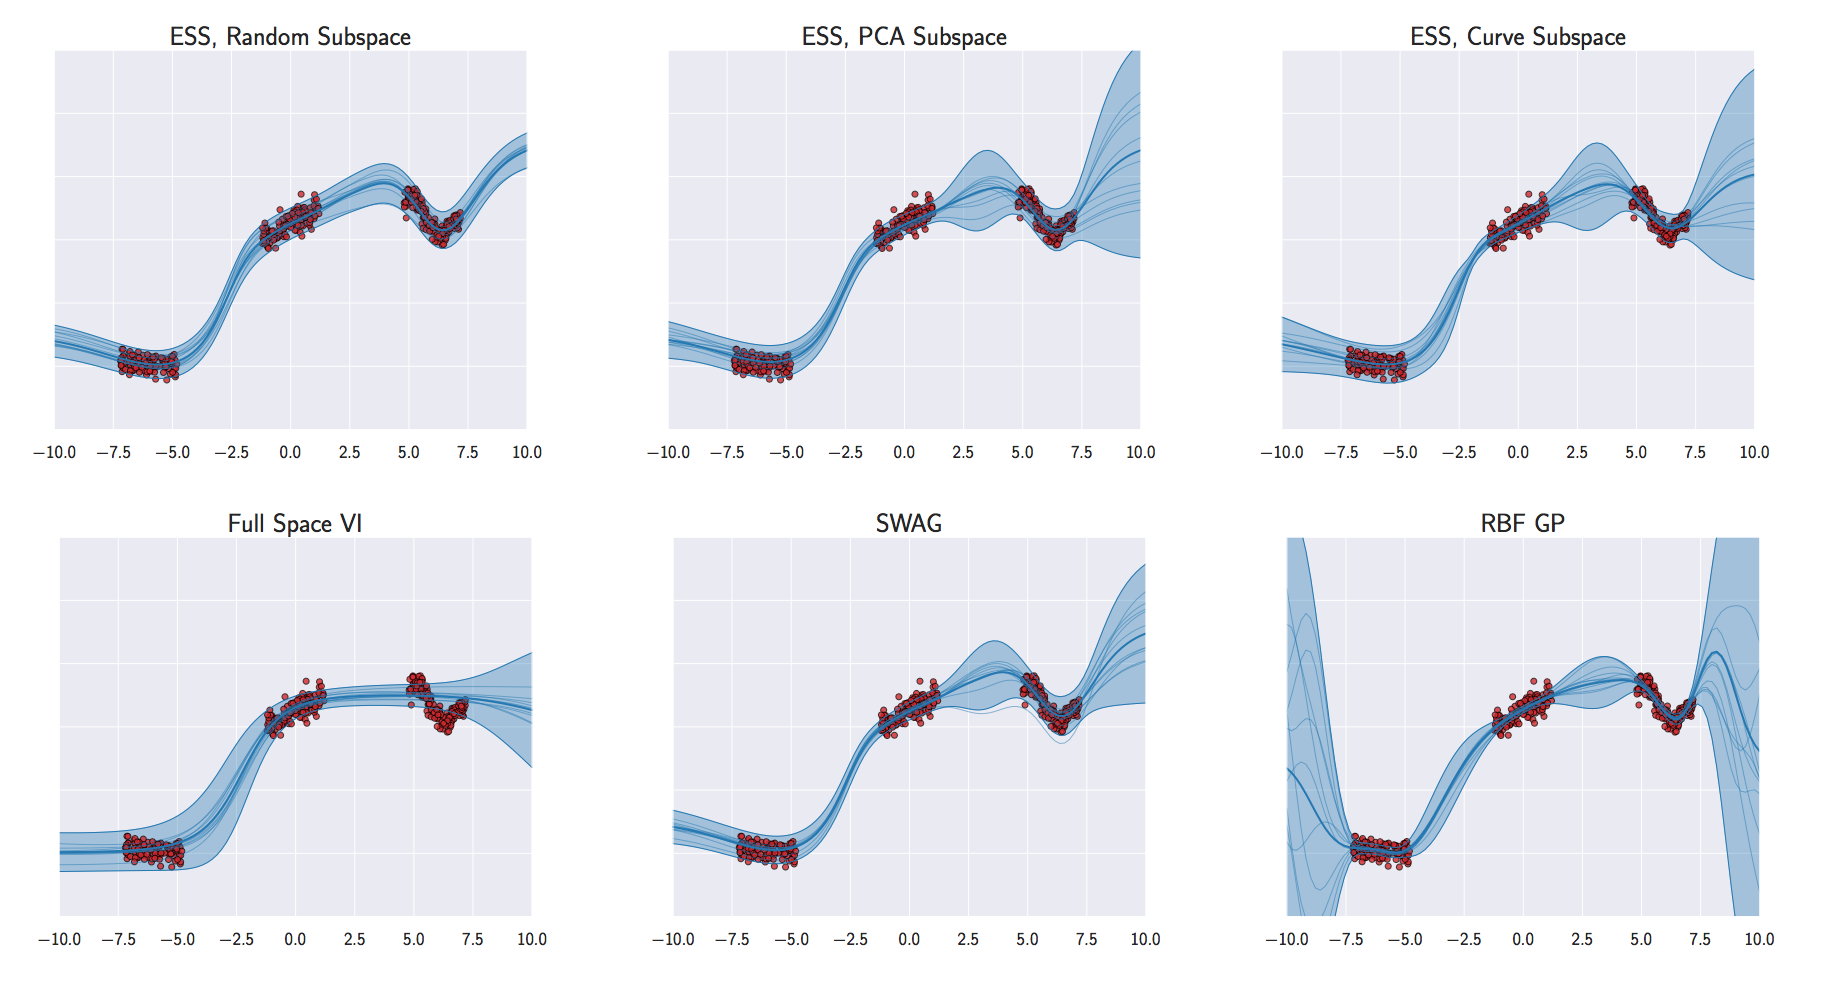 ESS, Random Subspace ESS, PCA Subspace ESS, Curve Subspace
−10.0 −7.5 −5.0 −2.5 0.0 2.5 5.0 7.5 10.0 −10.0 −7.5 −5.0 −2.5 0.0 2.5 5.0 7.5 10.0 −10.0 −7.5 −5.0 −2.5 0.0 2.5 5.0 7.5 10.0
Full Space VI SWAG RBF GP
−10.0 −7.5 −5.0 −2.5 0.0 2.5 5.0 7.5 10.0 −10.0 −7.5 −5.0 −2.5 0.0 2.5 5.0 7.5 10.0 −10.0 −7.5 −5.0 −2.5 0.0 2.5 5.0 7.5 10.0